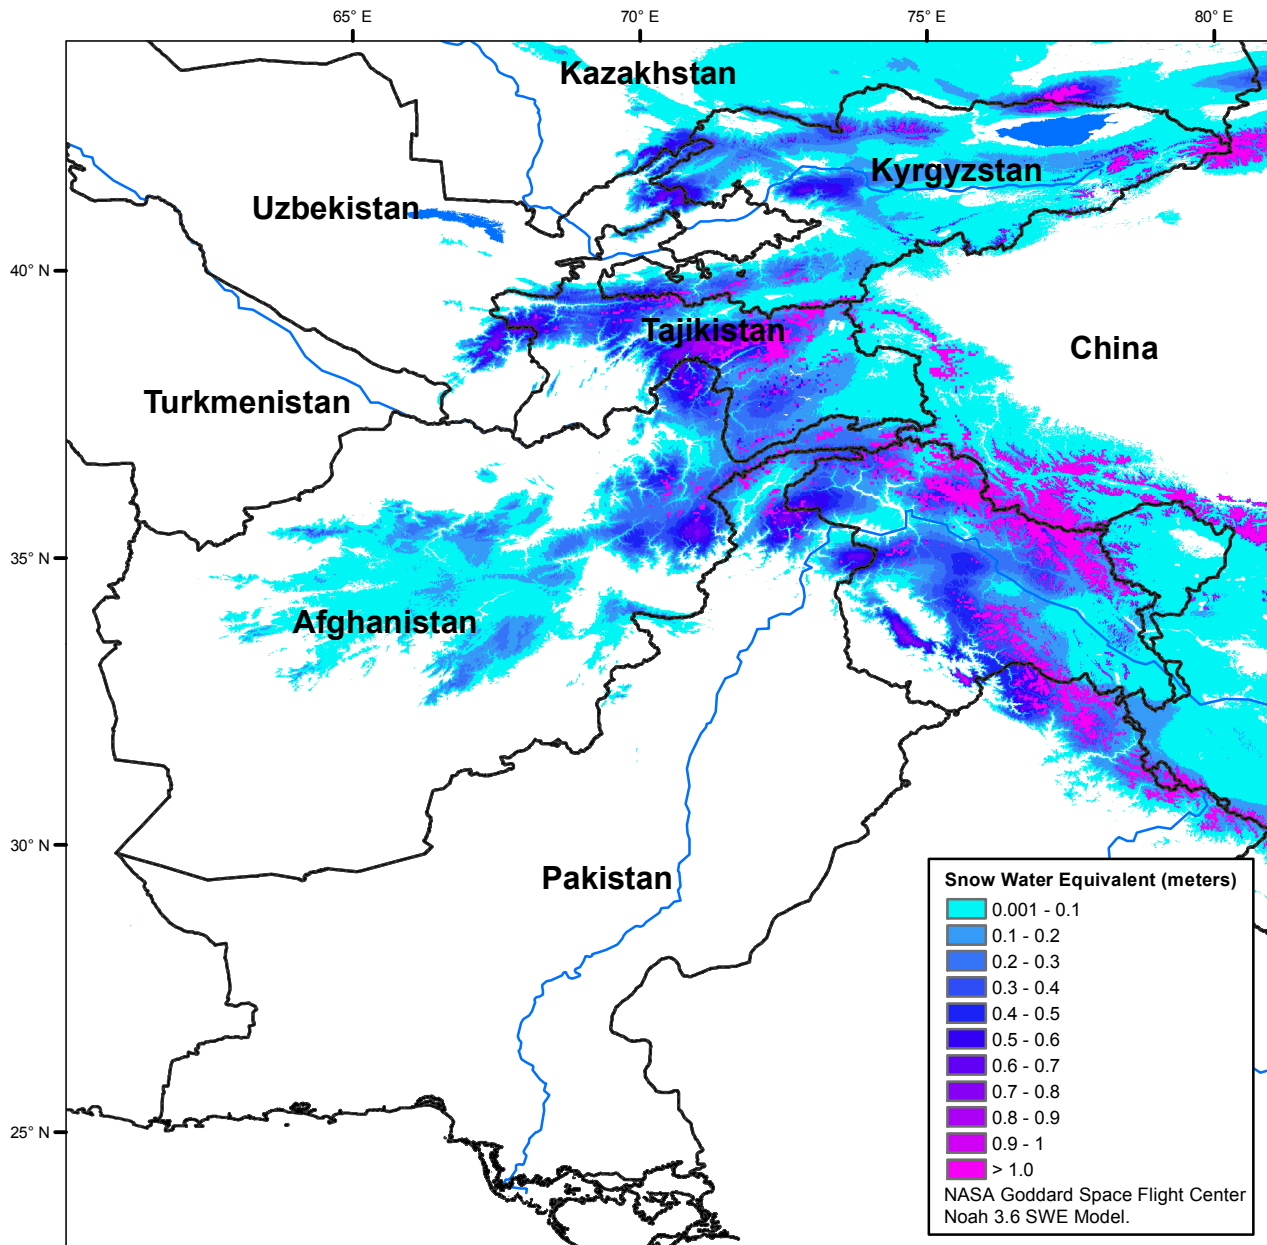 65° E
70° E
75° E
80° E
Kazakhstan
Kyrgyzstan
Uzbekistan
40° N
Tajikistan
China
Turkmenistan
35° N
Afghanistan
30° N
Pakistan
25° N
Snow Water Equivalent (meters)
0.001 - 0.1
0.1 - 0.2
0.2 - 0.3
0.3 - 0.4
0.4 - 0.5
0.5 - 0.6
0.6 - 0.7
0.7 - 0.8
0.8 - 0.9
0.9 - 1
> 1.0
NASA Goddard Space Flight Center
Noah 3.6 SWE Model.